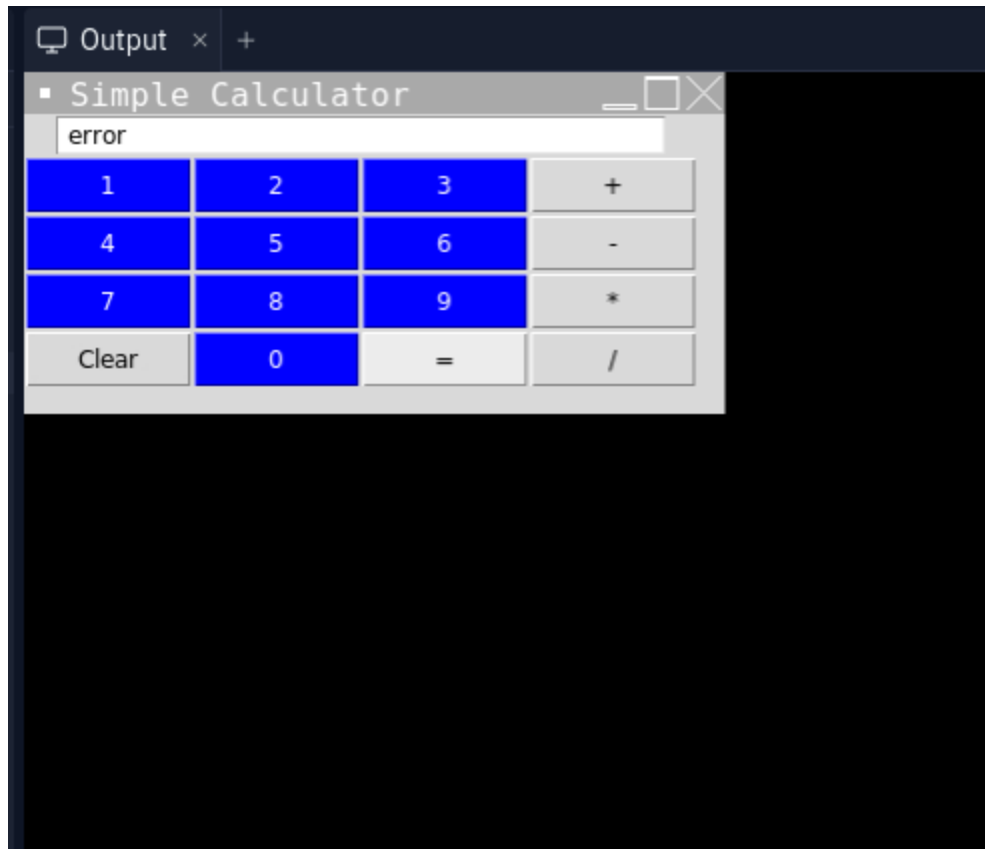 Output × +
Simple Calculator
error
1 2 3 +
4 5 6 -
7 8 9 *
Clear 0 = /